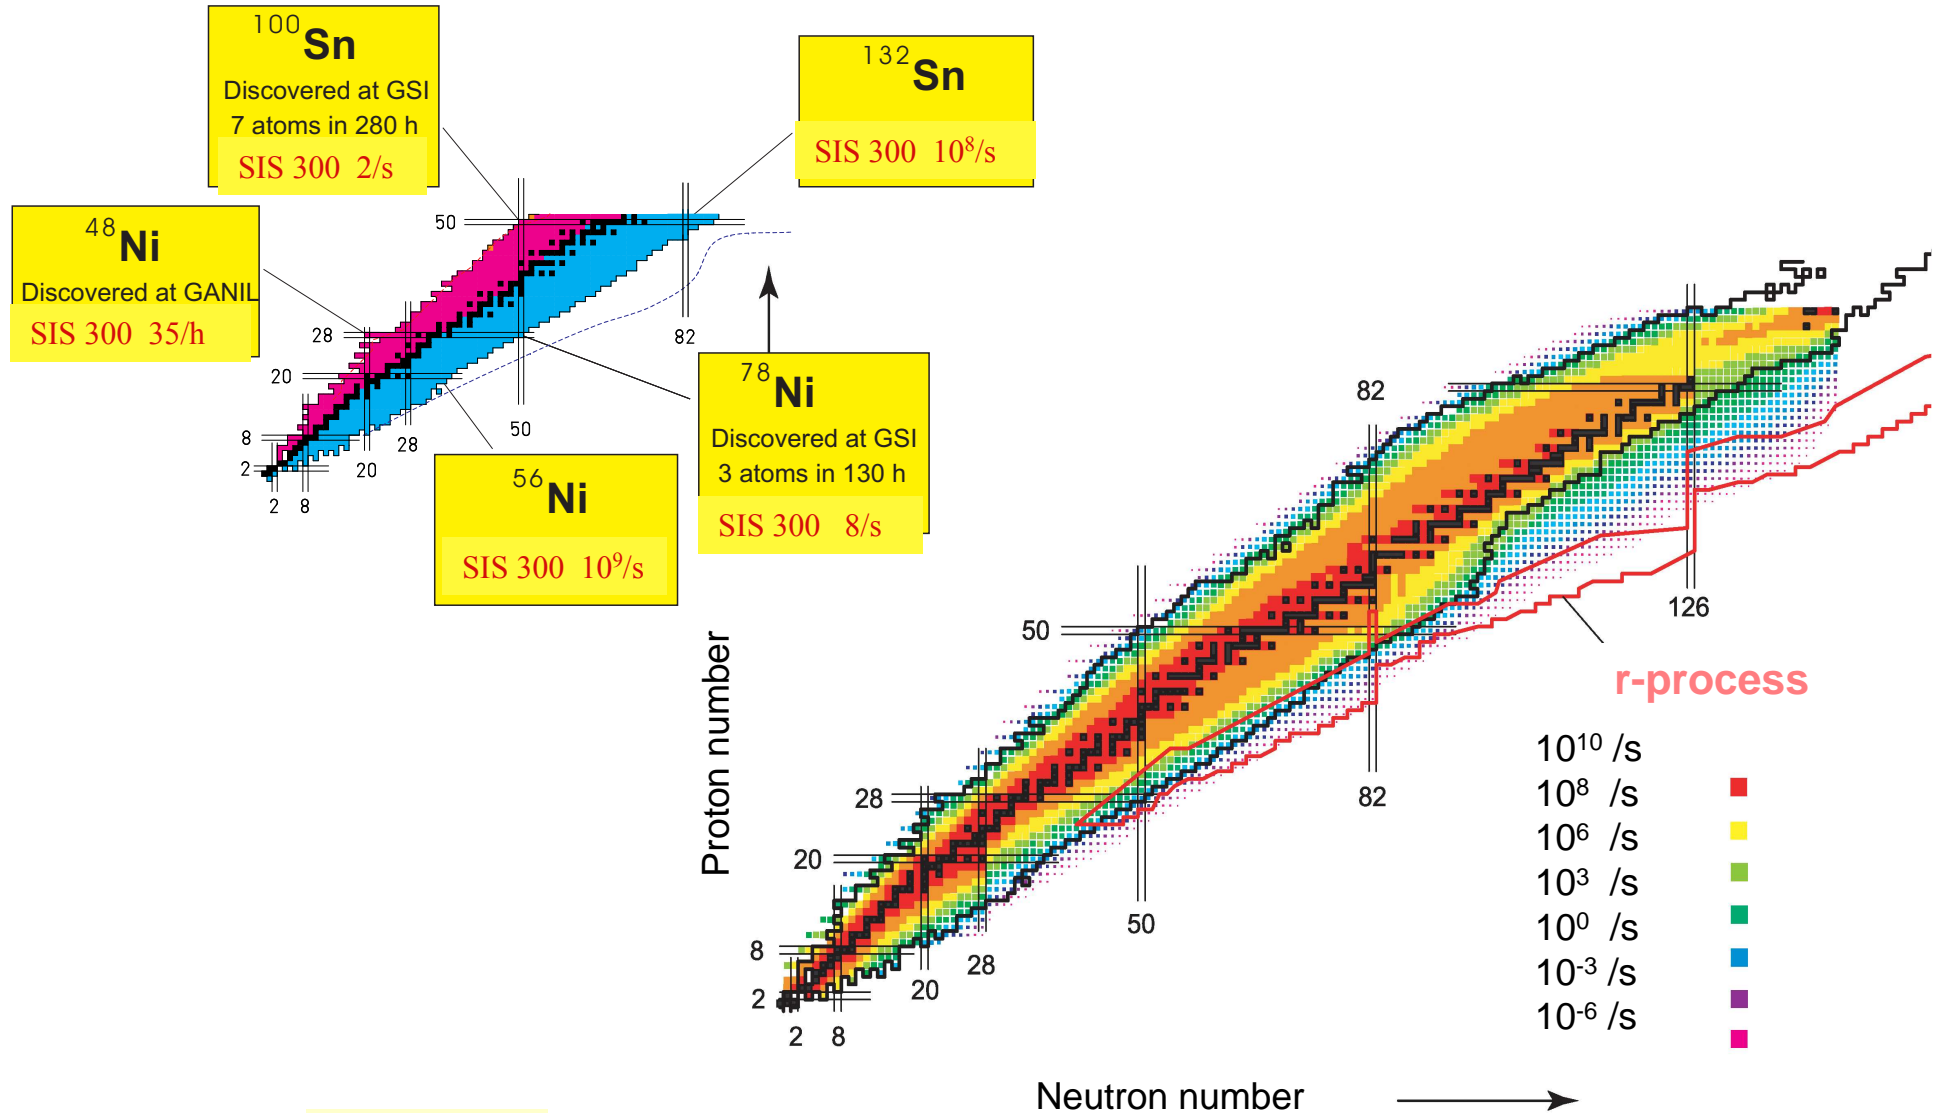 100Sn
Discovered at GSI
7 atoms in 280 h
SIS 300 2/s
132Sn
SIS 300 10⁸/s
48Ni
Discovered at GANIL
SIS 300 35/h
78Ni
Discovered at GSI
3 atoms in 130 h
SIS 300 8/s
56Ni
SIS 300 10⁹/s
50
28
20
8
2
2
8
20
28
50
82
Proton number
82
50
28
20
8
2
2
8
20
28
50
82
126
r-process
10¹⁰ /s
10⁸ /s
10⁶ /s
10³ /s
10⁰ /s
10⁻³ /s
10⁻⁶ /s
Neutron number